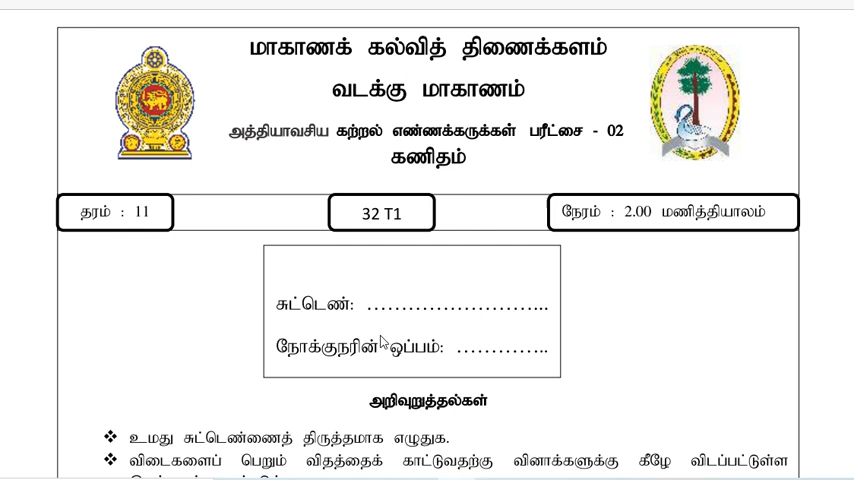 மாகாணக் கல்வித் திணைக்களம்
வடக்கு மாகாணம்
அத்தியாவசிய கற்றல் எண்ணக்கருக்கள் பரீட்சை - 02
கணிதம்
தரம் : 11
32 T1
நேரம் : 2.00 மணித்தியாலம்
சுட்டெண்: ..............................
நோக்குநரின் ஒப்பம்: ...............
அறிவுறுத்தல்கள்
❖ உமது சுட்டெண்ணைத் திருத்தமாக எழுதுக.
❖ விடைகளைப் பெறும் விதத்தைக் காட்டுவதற்கு வினாக்களுக்கு கீழே விடப்பட்டுள்ள